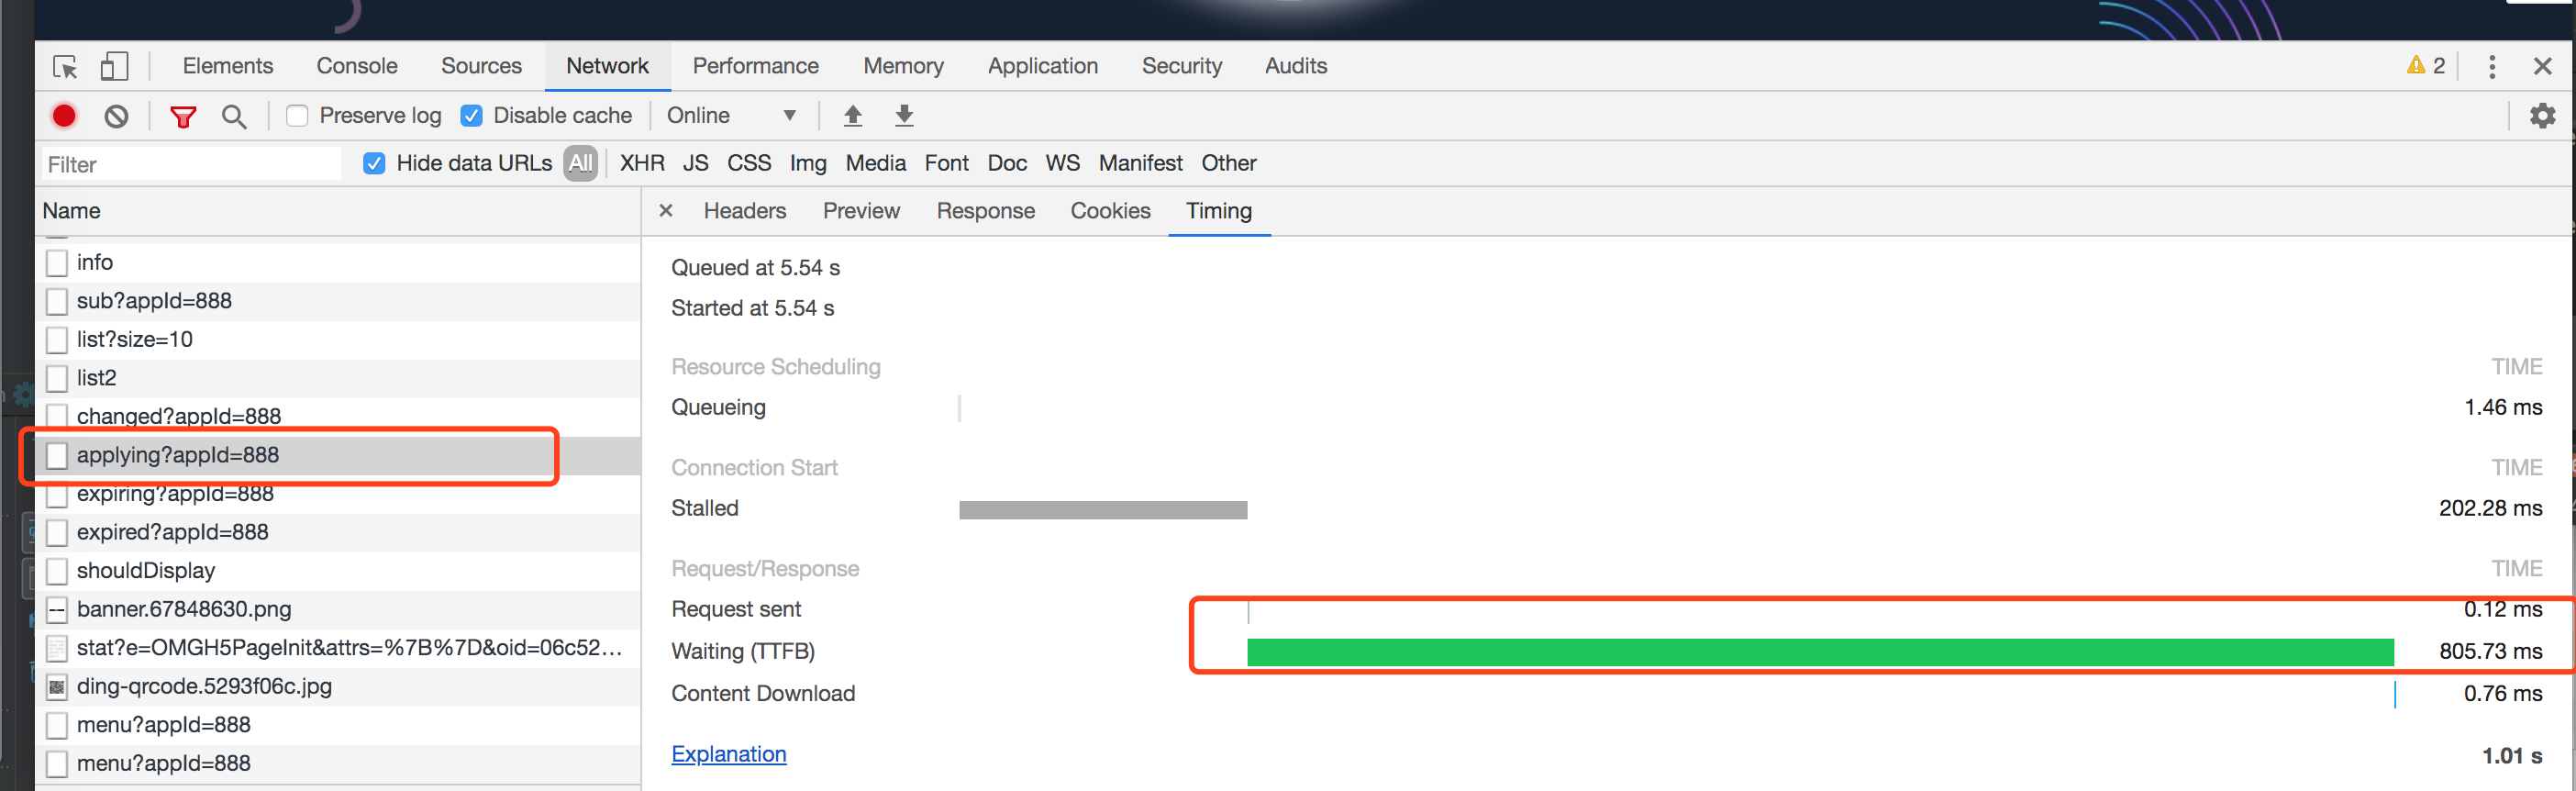 Elements Console Sources Network Performance Memory Application Security Audits 2
Preserve log Disable cache Online
Filter Hide data URLs All XHR JS CSS Img Media Font Doc WS Manifest Other
Name
Headers Preview Response Cookies Timing
info
sub?appId=888
list?size=10
list2
changed?appId=888
applying?appId=888
expiring?appId=888
expired?appId=888
shouldDisplay
banner.67848630.png
stat?e=OMGH5PageInit&attrs=%7B%7D&oid=06c52...
ding-qrcode.5293f06c.jpg
menu?appId=888
menu?appId=888
Queued at 5.54 s
Started at 5.54 s
Resource Scheduling TIME
Queueing 1.46 ms
Connection Start TIME
Stalled 202.28 ms
Request/Response TIME
Request sent 0.12 ms
Waiting (TTFB) 805.73 ms
Content Download 0.76 ms
Explanation 1.01 s